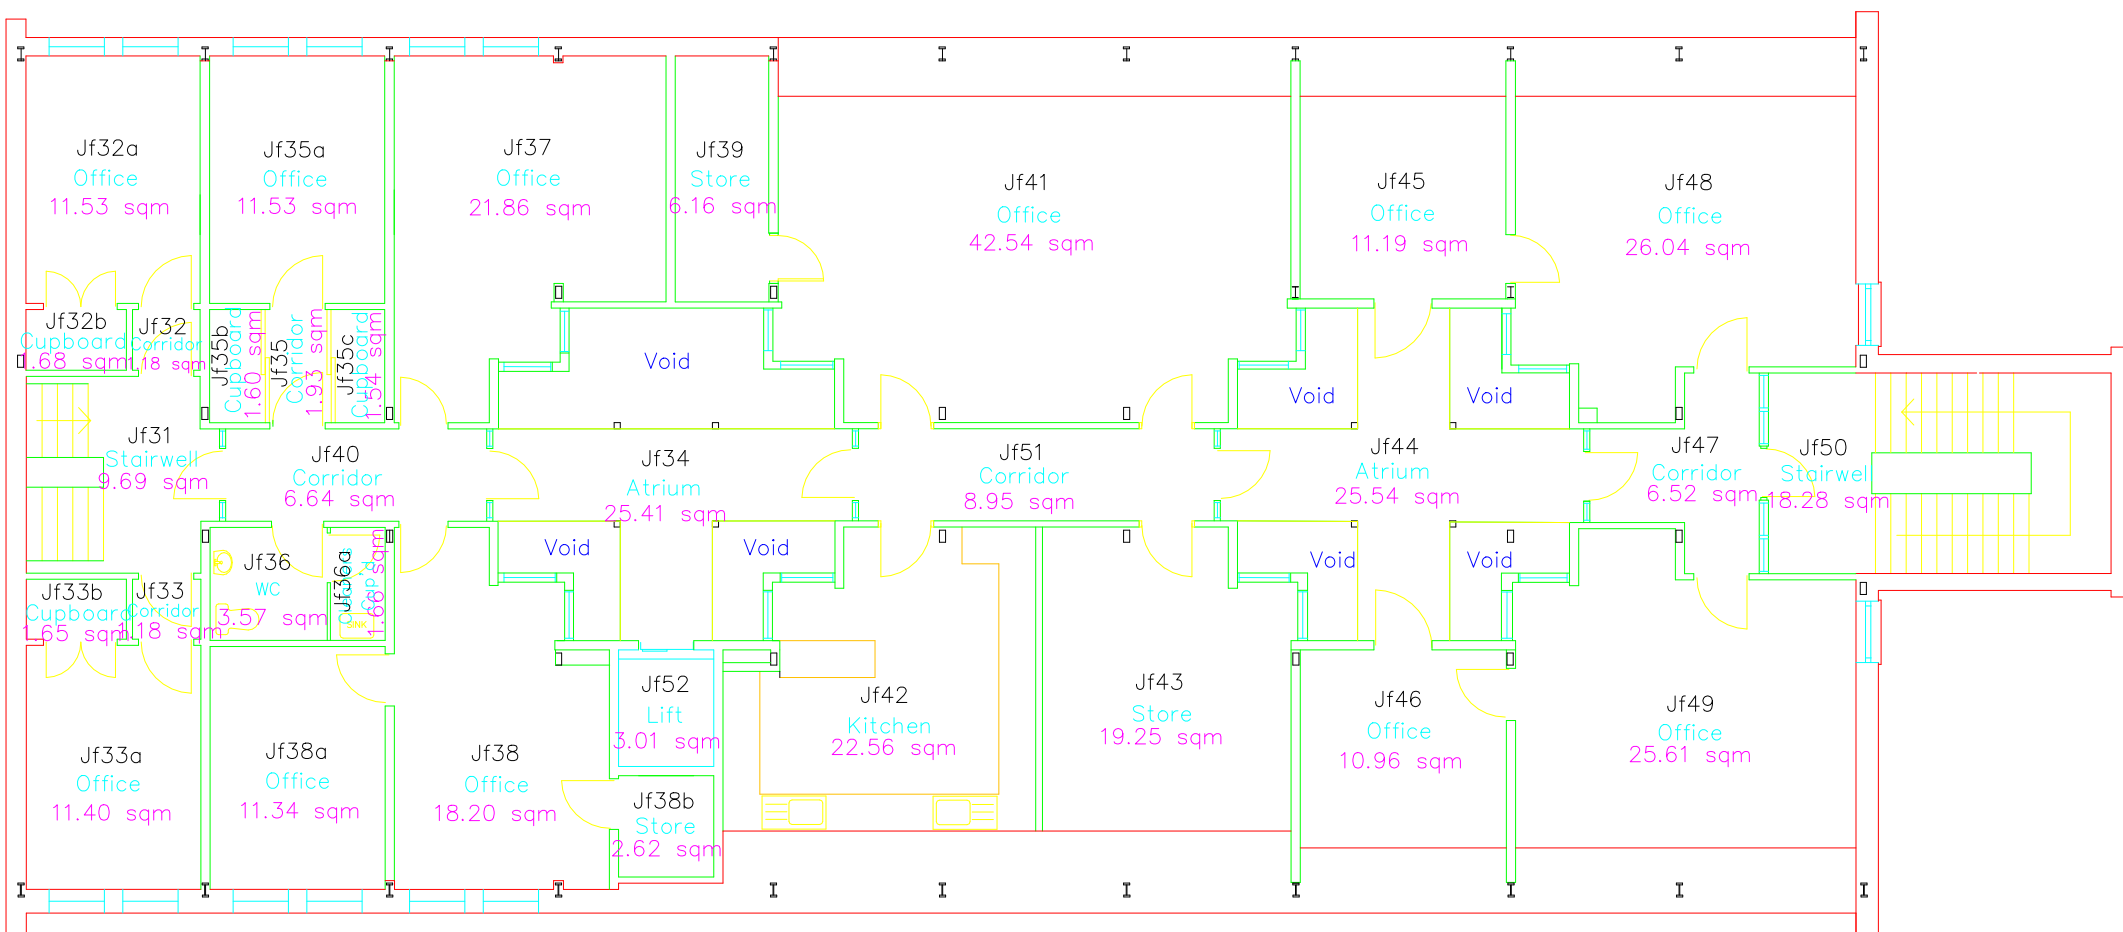 Jf32a
Office
11.53 sqm
Jf35a
Office
11.53 sqm
Jf37
Office
21.86 sqm
Jf39
Store
6.16 sqm
Jf41
Office
42.54 sqm
Jf45
Office
11.19 sqm
Jf48
Office
26.04 sqm
Jf32b
Cupboard
1.68 sqm
Jf32
Corridor
1.18 sqm
Jf35b
Cupboard
1.60 sqm
Jf35
Corridor
1.93 sqm
Jf35c
Cupboard
1.54 sqm
Void
Void
Void
Jf31
Stairwell
9.69 sqm
Jf40
Corridor
6.64 sqm
Jf34
Atrium
25.41 sqm
Jf51
Corridor
8.95 sqm
Jf44
Atrium
25.54 sqm
Jf47
Corridor
6.52 sqm
Jf50
Stairwel
18.28 sqm
Void
Void
Void
Void
Jf33b
Cupboard
1.65 sqm
Jf33
Corridor
1.18 sqm
Jf36
WC
3.57 sqm
Jf36a
Cup'd
1.66 sqm
SINK
Jf33a
Office
11.40 sqm
Jf38a
Office
11.34 sqm
Jf38
Office
18.20 sqm
Jf52
Lift
3.01 sqm
Jf38b
Store
2.62 sqm
Jf42
Kitchen
22.56 sqm
Jf43
Store
19.25 sqm
Jf46
Office
10.96 sqm
Jf49
Office
25.61 sqm